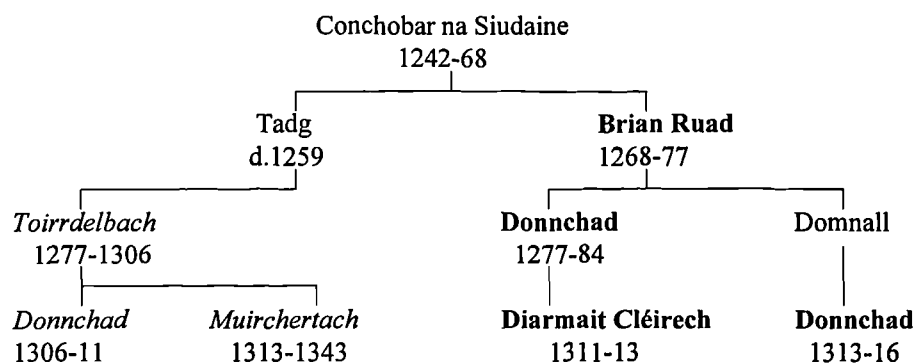 Conchobar na Siudaine
1242-68
Tadg Brian Ruad
d.1259 1268-77
Toirrdelbach Donnchad Domnall
1277-1306 1277-84
Donnchad Muirchertach Diarmait Cléirech Donnchad
1306-11 1313-1343 1311-13 1313-16